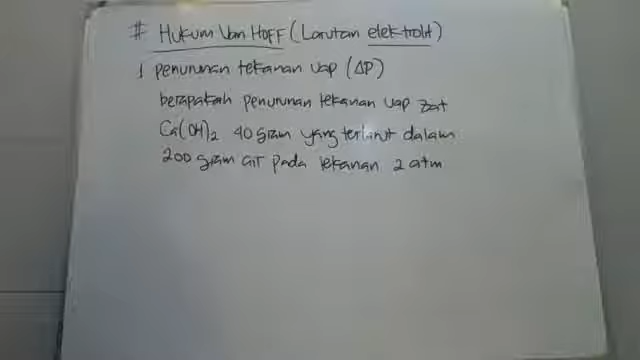 # Hukum Van Hoff (Larutan elektrolit)
1 penurunan tekanan uap (ΔP)
berapakah penurunan tekanan uap zat
Ca(OH)₂ 40 gram yang terlarut dalam
200 gram air pada tekanan 2 atm